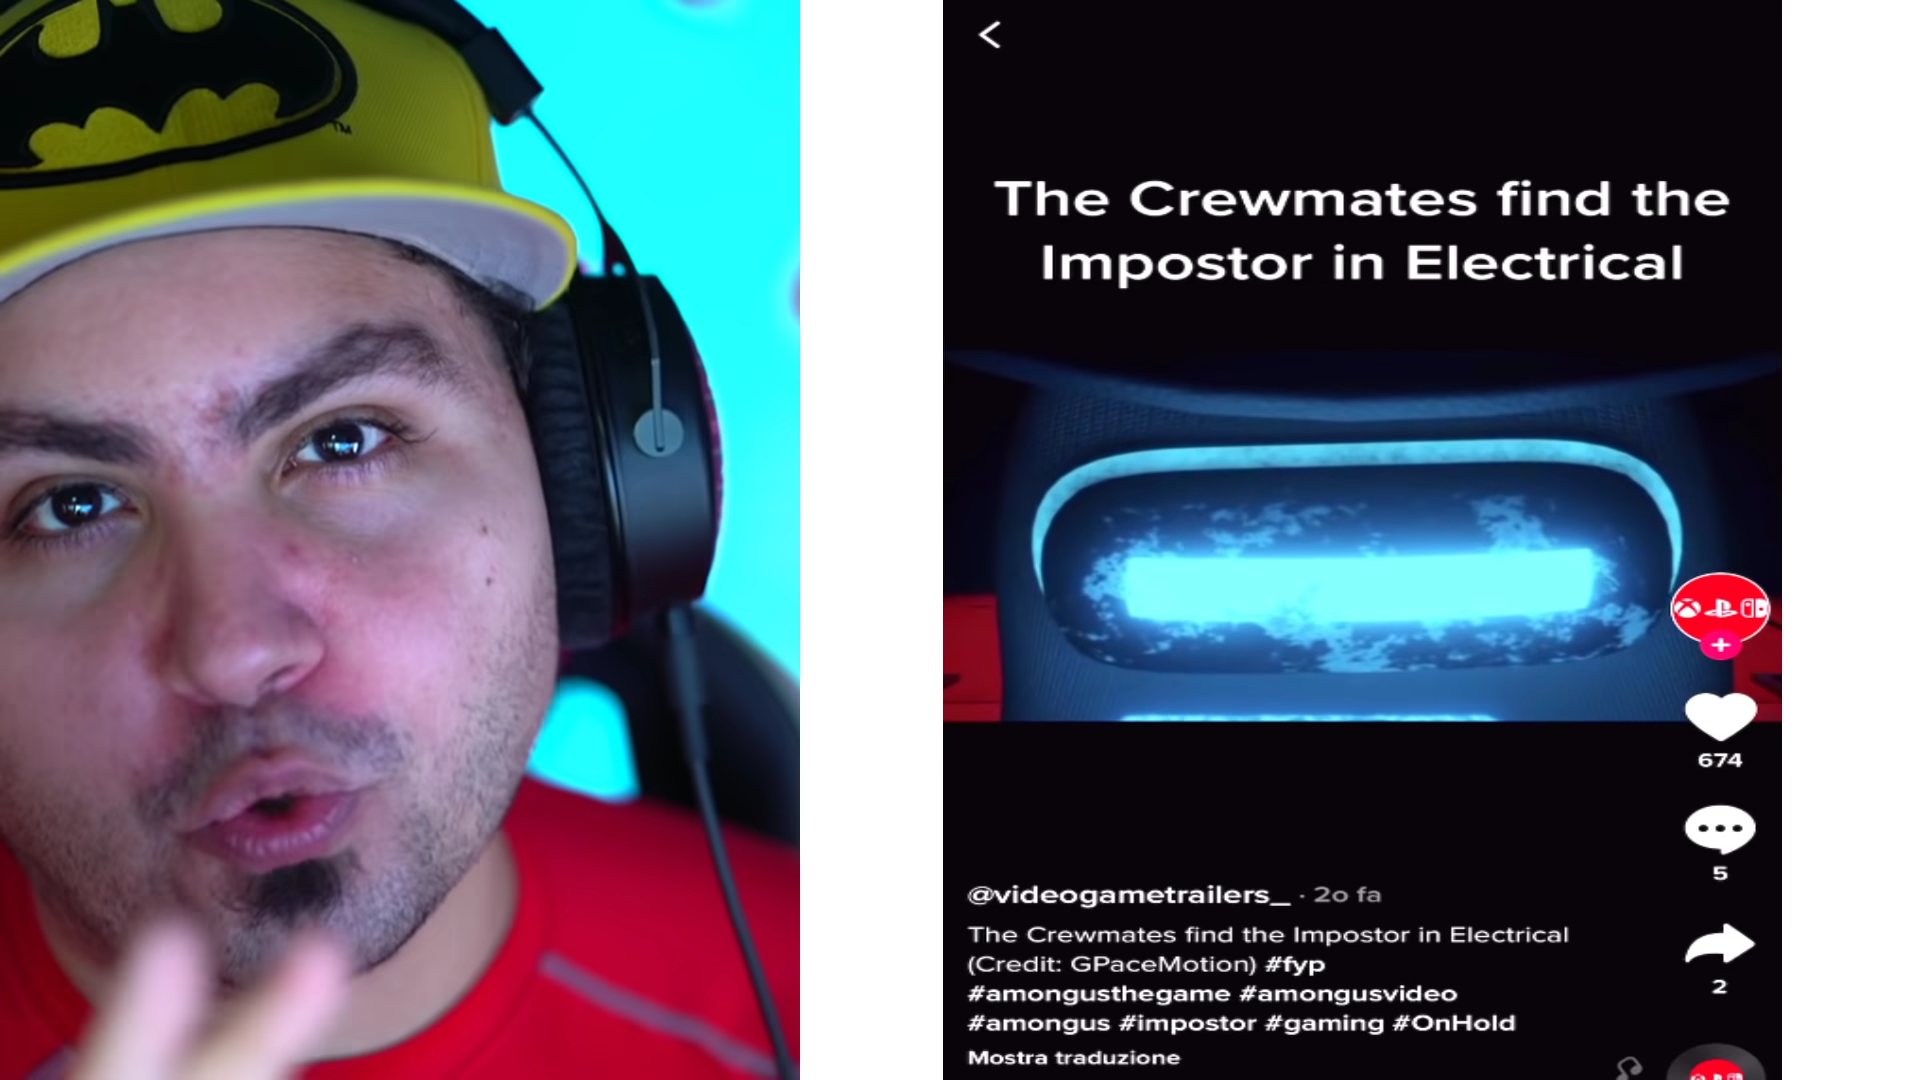 TM
The Crewmates find the
Impostor in Electrical
674
5
@videogametrailers_ · 2o fa
The Crewmates find the Impostor in Electrical
(Credit: GPaceMotion) #fyp
2
#amongusthegame #amongusvideo
#amongus #impostor #gaming #OnHold
Mostra traduzione